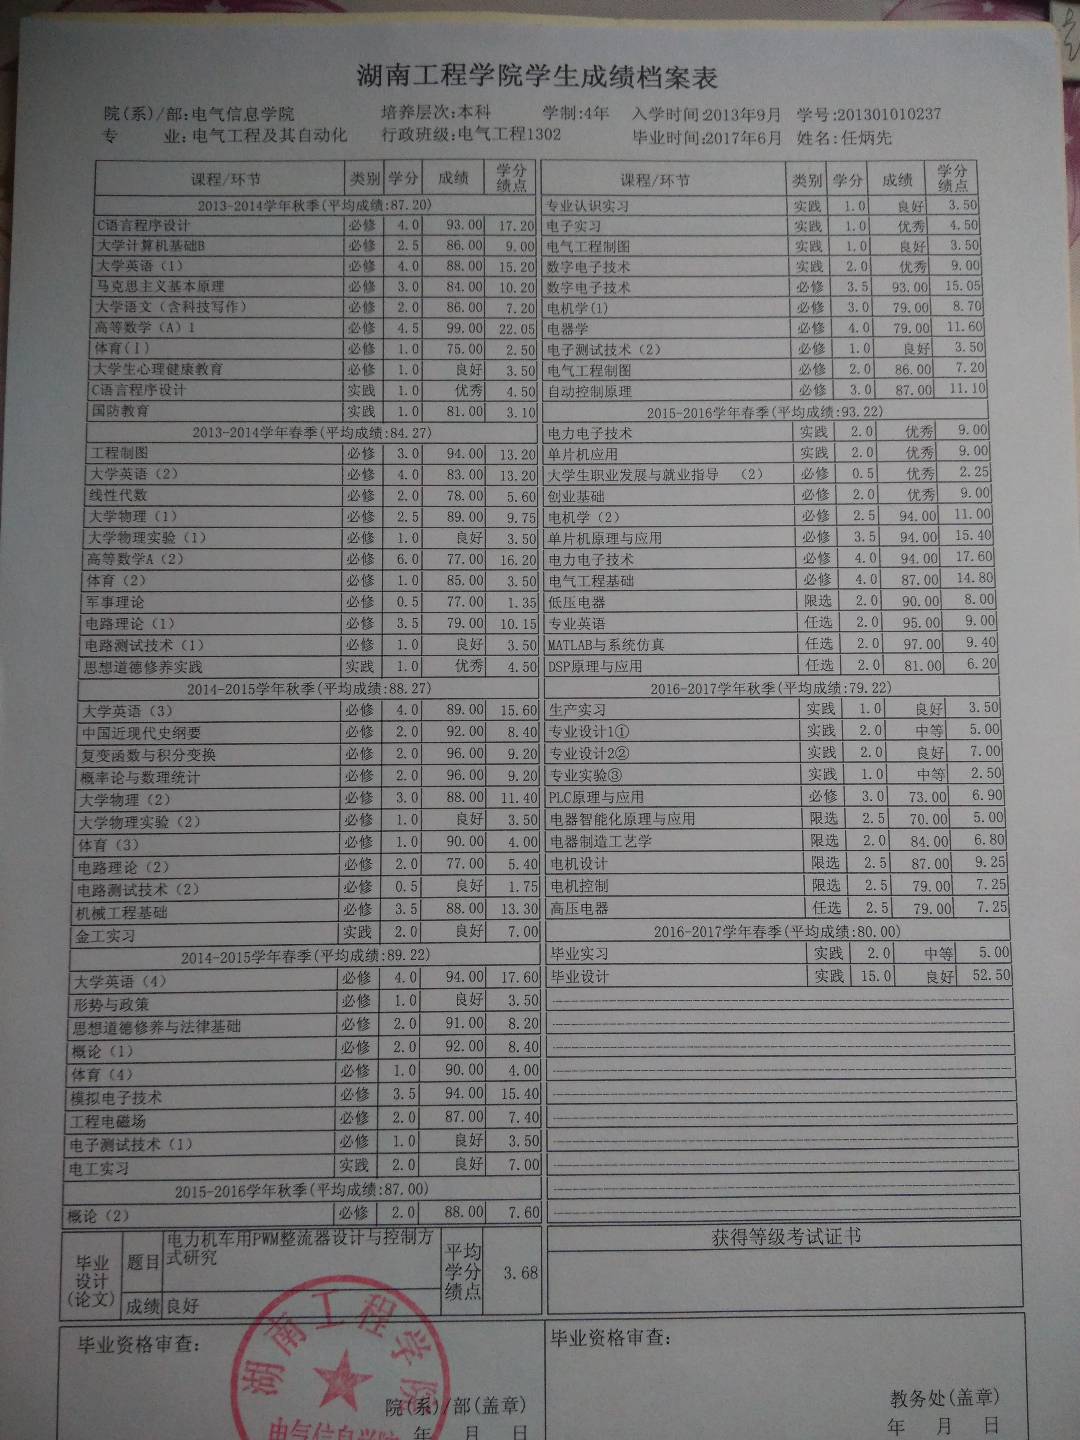 湖南工程学院学生成绩档案表
院(系)/部:电气信息学院 培养层次:本科 学制:4年 入学时间:2013年9月 学号:201301010237
专 业:电气工程及其自动化 行政班级:电气工程1302 毕业时间:2017年6月 姓名:任炳先
课程/环节 类别 学分 成绩 学分绩点
2013-2014学年秋季(平均成绩:87.20)
C语言程序设计 必修 4.0 93.00 17.20
大学计算机基础B 必修 2.5 86.00 9.00
大学英语(1) 必修 4.0 88.00 15.20
马克思主义基本原理 必修 3.0 84.00 10.20
大学语文(含科技写作) 必修 2.0 86.00 7.20
高等数学(A)1 必修 4.5 99.00 22.05
体育(I) 必修 1.0 75.00 2.50
大学生心理健康教育 必修 1.0 良好 3.50
C语言程序设计 实践 1.0 优秀 4.50
国防教育 实践 1.0 81.00 3.10
2013-2014学年春季(平均成绩:84.27)
工程制图 必修 3.0 94.00 13.20
大学英语(2) 必修 4.0 83.00 13.20
线性代数 必修 2.0 78.00 5.60
大学物理(1) 必修 2.5 89.00 9.75
大学物理实验(1) 必修 1.0 良好 3.50
高等数学A(2) 必修 6.0 77.00 16.20
体育(2) 必修 1.0 85.00 3.50
军事理论 必修 0.5 77.00 1.35
电路理论(1) 必修 3.5 79.00 10.15
电路测试技术(1) 必修 1.0 良好 3.50
思想道德修养实践 实践 1.0 优秀 4.50
2014-2015学年秋季(平均成绩:88.27)
大学英语(3) 必修 4.0 89.00 15.60
中国近现代史纲要 必修 2.0 92.00 8.40
复变函数与积分变换 必修 2.0 96.00 9.20
概率论与数理统计 必修 2.0 96.00 9.20
大学物理(2) 必修 3.0 88.00 11.40
大学物理实验(2) 必修 1.0 良好 3.50
体育(3) 必修 1.0 90.00 4.00
电路理论(2) 必修 2.0 77.00 5.40
电路测试技术(2) 必修 0.5 良好 1.75
机械工程基础 必修 3.5 88.00 13.30
金工实习 实践 2.0 良好 7.00
2014-2015学年春季(平均成绩:89.22)
大学英语(4) 必修 4.0 94.00 17.60
形势与政策 必修 1.0 良好 3.50
思想道德修养与法律基础 必修 2.0 91.00 8.20
概论(1) 必修 2.0 92.00 8.40
体育(4) 必修 1.0 90.00 4.00
模拟电子技术 必修 3.5 94.00 15.40
工程电磁场 必修 2.0 87.00 7.40
电子测试技术(1) 必修 1.0 良好 3.50
电工实习 实践 2.0 良好 7.00
2015-2016学年秋季(平均成绩:87.00)
概论(2) 必修 2.0 88.00 7.60
课程/环节 类别 学分 成绩 学分绩点
专业认识实习 实践 1.0 良好 3.50
电子实习 实践 1.0 优秀 4.50
电气工程制图 实践 1.0 良好 3.50
数字电子技术 实践 2.0 优秀 9.00
数字电子技术 必修 3.5 93.00 15.05
电机学(1) 必修 3.0 79.00 8.70
电器学 必修 4.0 79.00 11.60
电子测试技术(2) 必修 1.0 良好 3.50
电气工程制图 必修 2.0 86.00 7.20
自动控制原理 必修 3.0 87.00 11.10
2015-2016学年春季(平均成绩:93.22)
电力电子技术 实践 2.0 优秀 9.00
单片机应用 实践 2.0 优秀 9.00
大学生职业发展与就业指导 (2) 必修 0.5 优秀 2.25
创业基础 必修 2.0 优秀 9.00
电机学(2) 必修 2.5 94.00 11.00
单片机原理与应用 必修 3.5 94.00 15.40
电力电子技术 必修 4.0 94.00 17.60
电气工程基础 必修 4.0 87.00 14.80
低压电器 限选 2.0 90.00 8.00
专业英语 任选 2.0 95.00 9.00
MATLAB与系统仿真 任选 2.0 97.00 9.40
DSP原理与应用 任选 2.0 81.00 6.20
2016-2017学年秋季(平均成绩:79.22)
生产实习 实践 1.0 良好 3.50
专业设计1① 实践 2.0 中等 5.00
专业设计2② 实践 2.0 良好 7.00
专业实验③ 实践 1.0 中等 2.50
PLC原理与应用 必修 3.0 73.00 6.90
电器智能化原理与应用 限选 2.5 70.00 5.00
电器制造工艺学 限选 2.0 84.00 6.80
电机设计 限选 2.5 87.00 9.25
电机控制 限选 2.5 79.00 7.25
高压电器 任选 2.5 79.00 7.25
2016-2017学年春季(平均成绩:80.00)
毕业实习 实践 2.0 中等 5.00
毕业设计 实践 15.0 良好 52.50
毕业设计(论文) 题目 电力机车用PWM整流器设计与控制方式研究
成绩 良好
平均学分绩点 3.68
获得等级考试证书
毕业资格审查:
湖南工程学院
电气信息学院
院(系)/部(盖章)
年 月 日
毕业资格审查:
教务处(盖章)
年 月 日